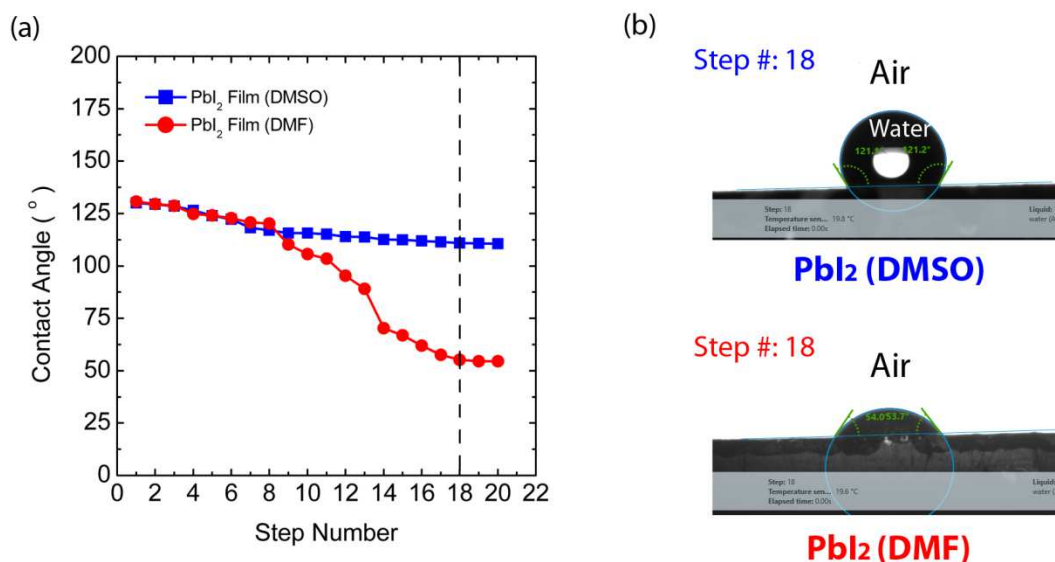 (a)
200
175
150
125
100
75
50
25
0
0 2 4 6 8 10 12 14 16 18 20 22
Contact Angle ( ° )
Step Number
PbI2 Film (DMSO)
PbI2 Film (DMF)
(b)
Step #: 18
Air
Water
121.2°
Step: 18
Temperature sen... 19.8 °C
Elapsed time: 0.00s
Liquid:
PbI2 (DMSO)
Step #: 18
Air
54.0°53.7°
Step: 18
Temperature sen... 19.6 °C
Elapsed time: 0.00s
Liquid:
PbI2 (DMF)